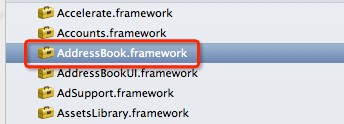 Accelerate.framework
Accounts.framework
AddressBook.framework
AddressBookUI.framework
AdSupport.framework
AssetsLibrary.framework